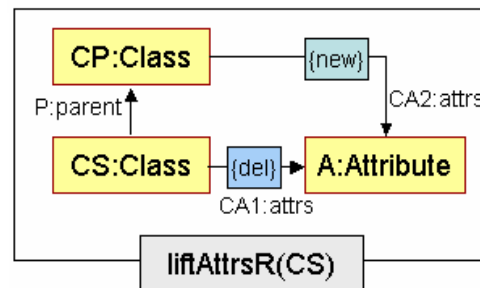 CP:Class
{new}
P:parent
CA2:attrs
CS:Class
{del}
A:Attribute
CA1:attrs
liftAttrsR(CS)